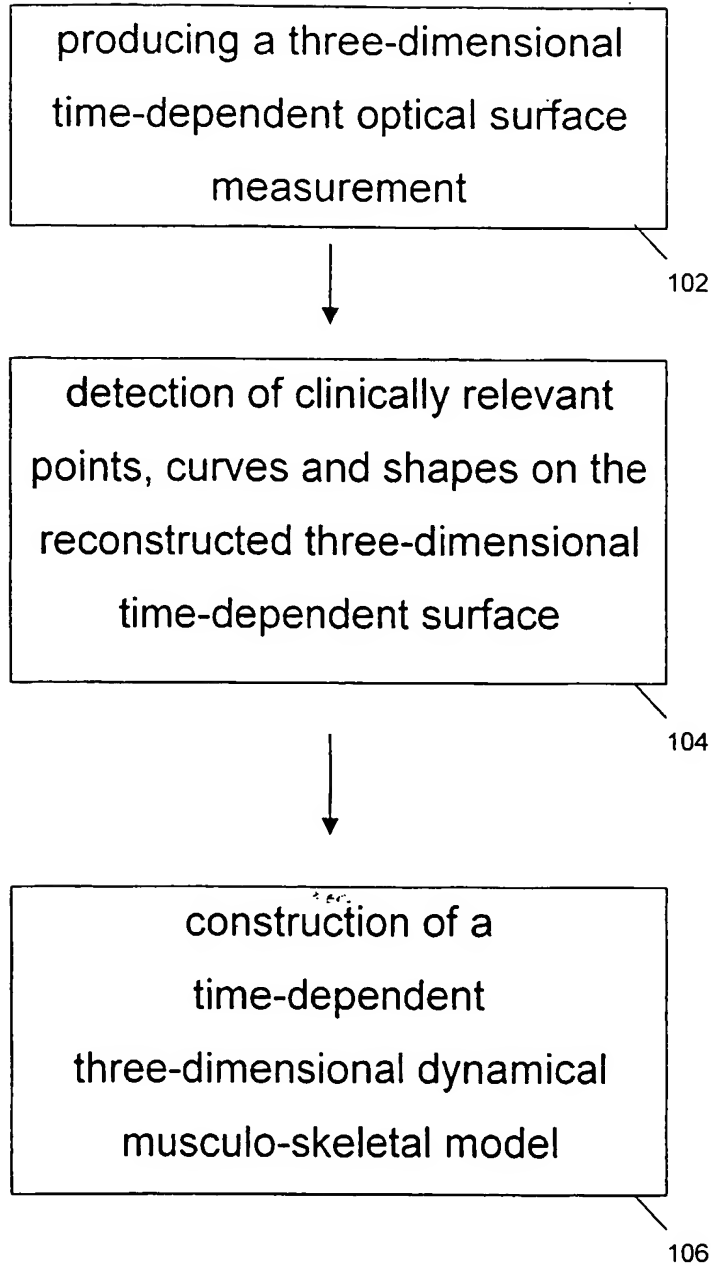 producing a three-dimensional
time-dependent optical surface
measurement
102
detection of clinically relevant
points, curves and shapes on the
reconstructed three-dimensional
time-dependent surface
104
construction of a
time-dependent
three-dimensional dynamical
musculo-skeletal model
106